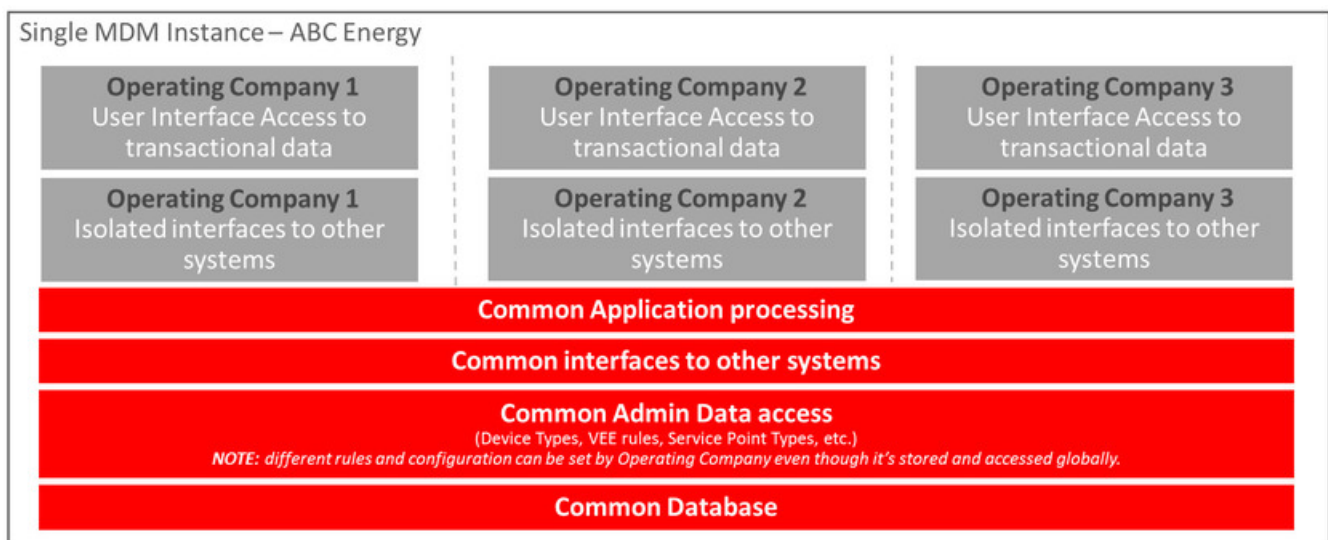 Single MDM Instance – ABC Energy
Operating Company 1
User Interface Access to
transactional data
Operating Company 2
User Interface Access to
transactional data
Operating Company 3
User Interface Access to
transactional data
Operating Company 1
Isolated interfaces to other
systems
Operating Company 2
Isolated interfaces to other
systems
Operating Company 3
Isolated interfaces to other
systems
Common Application processing
Common interfaces to other systems
Common Admin Data access
(Device Types, VEE rules, Service Point Types, etc.)
NOTE: different rules and configuration can be set by Operating Company even though it's stored and accessed globally.
Common Database